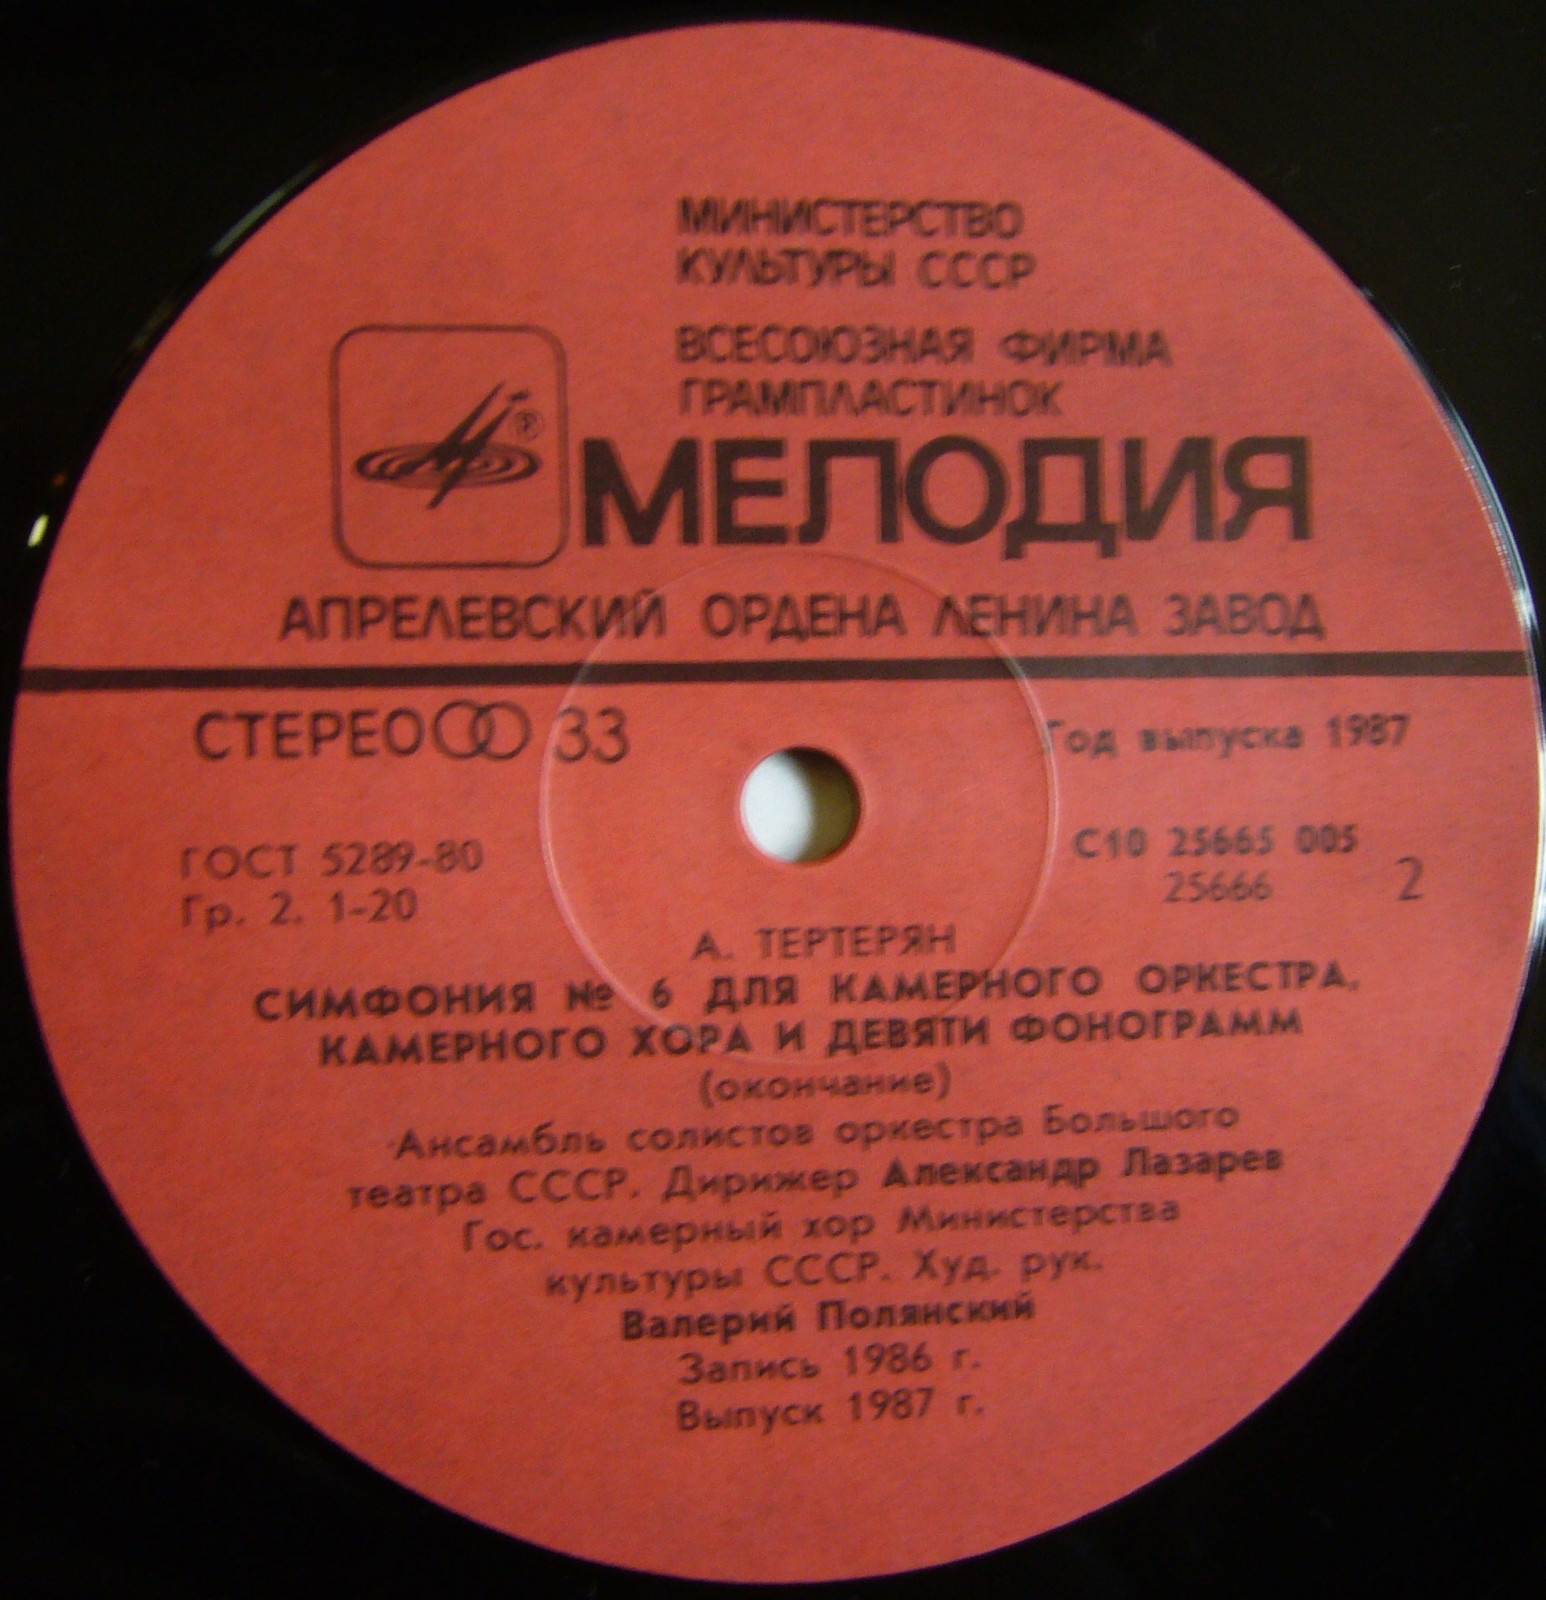 МИНИСТЕРСТВО
КУЛЬТУРЫ СССР
ВСЕСОЮЗНАЯ ФИРМА
ГРАМПЛАСТИНОК
®
МЕЛОДИЯ
АПРЕЛЕВСКИЙ ОРДЕНА ЛЕНИНА ЗАВОД
СТЕРЕО 33
Год выпуска 1987
ГОСТ 5289-80
Гр. 2. 1-20
С10 25665 005
25666
2
А. ТЕРТЕРЯН
СИМФОНИЯ № 6 ДЛЯ КАМЕРНОГО ОРКЕСТРА,
КАМЕРНОГО ХОРА И ДЕВЯТИ ФОНОГРАММ
(окончание)
Ансамбль солистов оркестра Большого
театра СССР. Дирижер Александр Лазарев
Гос. камерный хор Министерства
культуры СССР. Худ. рук.
Валерий Полянский
Запись 1986 г.
Выпуск 1987 г.